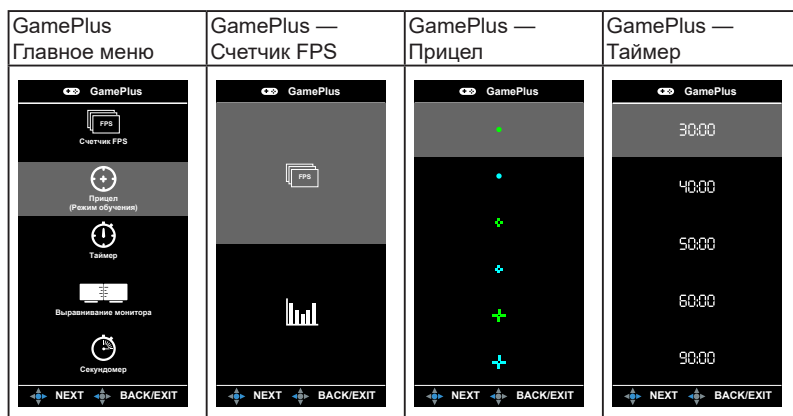 GamePlus
Главное меню
GamePlus —
Счетчик FPS
GamePlus —
Прицел
GamePlus —
Таймер
GamePlus
FPS
Счетчик FPS
Прицел
(Режим обучения)
Таймер
Выравнивание монитора
Секундомер
NEXT BACK/EXIT
GamePlus
FPS
NEXT BACK/EXIT
GamePlus
NEXT BACK/EXIT
GamePlus
30:00
40:00
50:00
60:00
90:00
NEXT BACK/EXIT